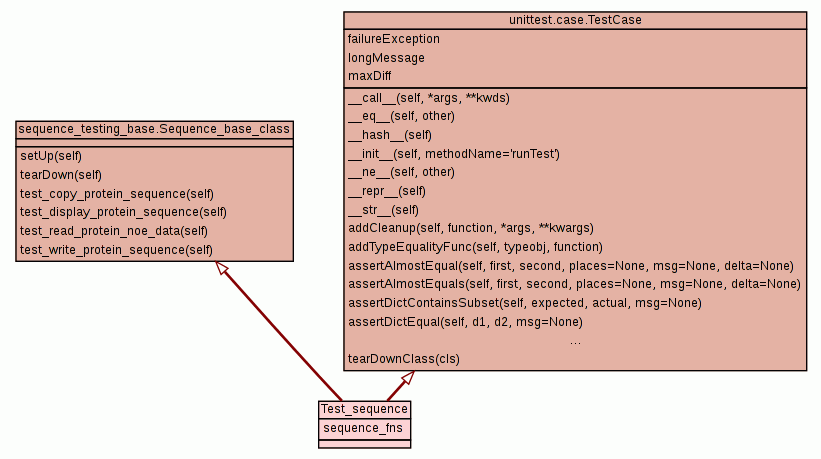 unittest.case.TestCase
failureException
longMessage
maxDiff
__call__(self, *args, **kwds)
__eq__(self, other)
__hash__(self)
__init__(self, methodName='runTest')
__ne__(self, other)
__repr__(self)
__str__(self)
addCleanup(self, function, *args, **kwargs)
addTypeEqualityFunc(self, typeobj, function)
assertAlmostEqual(self, first, second, places=None, msg=None, delta=None)
assertAlmostEquals(self, first, second, places=None, msg=None, delta=None)
assertDictContainsSubset(self, expected, actual, msg=None)
assertDictEqual(self, d1, d2, msg=None)
...
tearDownClass(cls)
sequence_testing_base.Sequence_base_class
setUp(self)
tearDown(self)
test_copy_protein_sequence(self)
test_display_protein_sequence(self)
test_read_protein_noe_data(self)
test_write_protein_sequence(self)
Test_sequence
sequence_fns